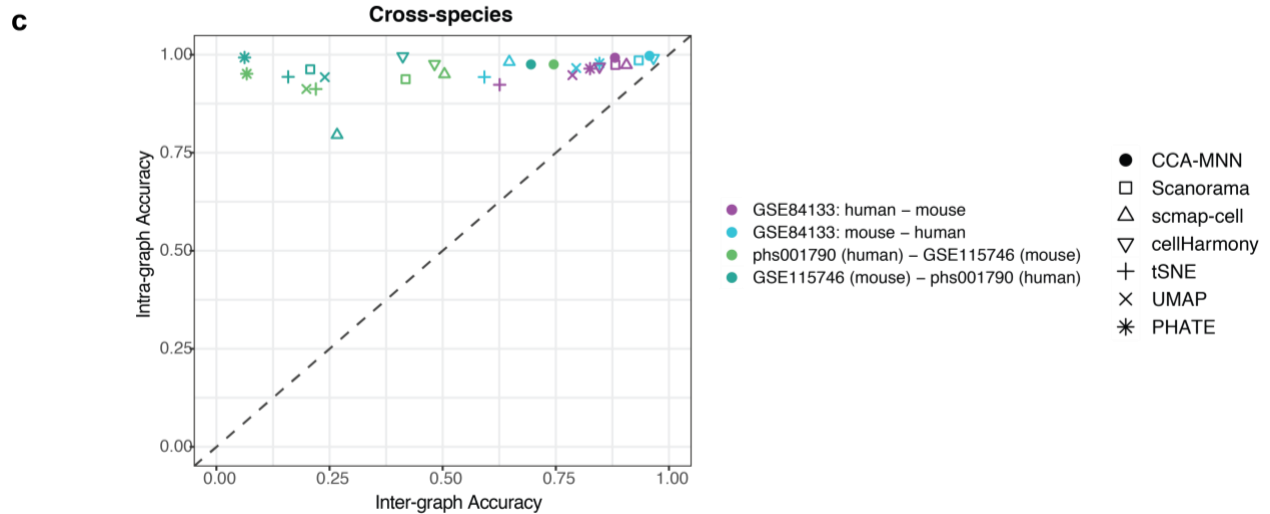 c
Cross-species
1.00
0.75
0.50
0.25
0.00
Intra-graph Accuracy
0.00 0.25 0.50 0.75 1.00
Inter-graph Accuracy
GSE84133: human − mouse
GSE84133: mouse − human
phs001790 (human) − GSE115746 (mouse)
GSE115746 (mouse) − phs001790 (human)
CCA-MNN
Scanorama
scmap-cell
cellHarmony
tSNE
UMAP
PHATE